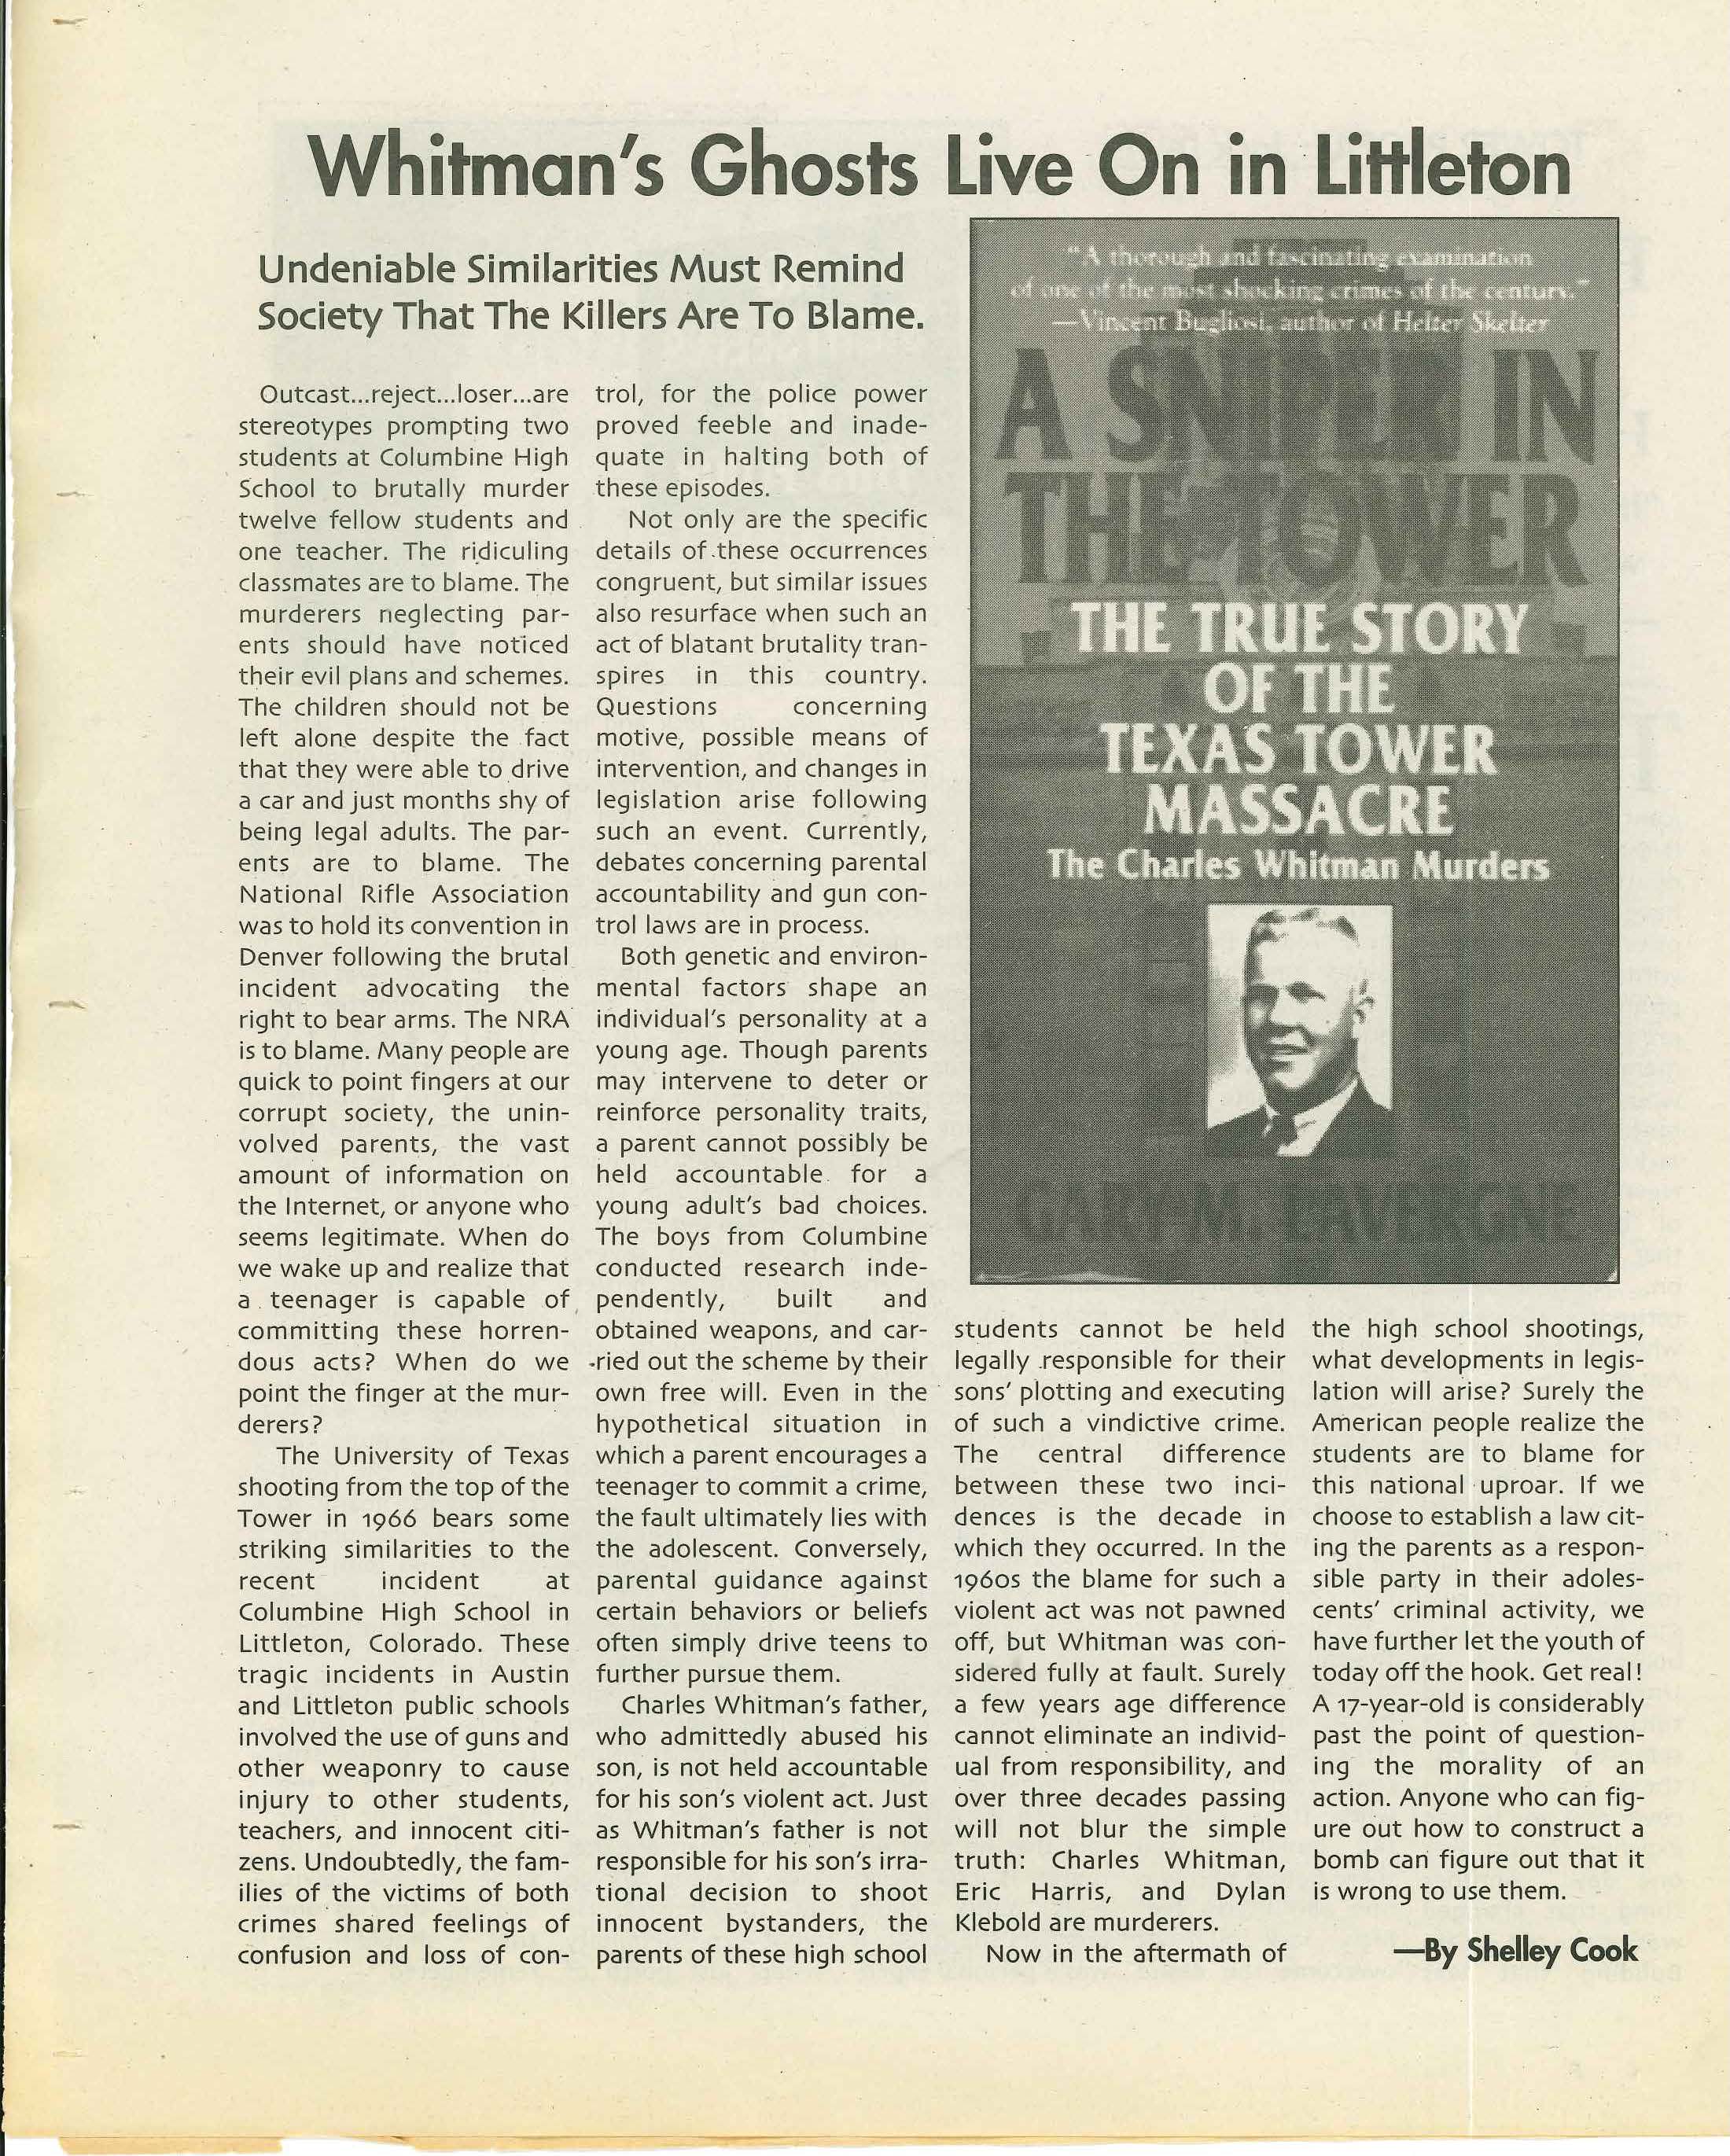 Whitman's Ghosts Live On in Littleton
Undeniable Similarities Must Remind
Society That The Killers Are To Blame.
Outcast...reject...loser...are
stereotypes prompting two
students at Columbine High
School to brutally murder
twelve fellow students and
one teacher. The ridiculing
classmates are to blame. The
murderers neglecting par-
ents should have noticed
their evil plans and schemes.
The children should not be
left alone despite the fact
that they were able to drive
a car and just months shy of
being legal adults. The par-
ents are to blame. The
National Rifle Association
was to hold its convention in
Denver following the brutal
incident advocating the
right to bear arms. The NRA
is to blame. Many people are
quick to point fingers at our
corrupt society, the unin-
volved parents, the vast
amount of information on
the Internet, or anyone who
seems legitimate. When do
we wake up and realize that
a teenager is capable of
committing these horren-
dous acts? When do we
point the finger at the mur-
derers?
The University of Texas
shooting from the top of the
Tower in 1966 bears some
striking similarities to the
recent incident at
Columbine High School in
Littleton, Colorado. These
tragic incidents in Austin
and Littleton public schools
involved the use of guns and
other weaponry to cause
injury to other students,
teachers, and innocent citi-
zens. Undoubtedly, the fam-
ilies of the victims of both
crimes shared feelings of
confusion and loss of con-
trol, for the police power
proved feeble and inade-
quate in halting both of
these episodes.
Not only are the specific
details of these occurrences
congruent, but similar issues
also resurface when such an
act of blatant brutality tran-
spires in this country.
Questions concerning
motive, possible means of
intervention, and changes in
legislation arise following
such an event. Currently,
debates concerning parental
accountability and gun con-
trol laws are in process.
Both genetic and environ-
mental factors shape an
individual's personality at a
young age. Though parents
may intervene to deter or
reinforce personality traits,
a parent cannot possibly be
held accountable for a
young adult's bad choices.
The boys from Columbine
conducted research inde-
pendently, built and
obtained weapons, and car-
ried out the scheme by their
own free will. Even in the
hypothetical situation in
which a parent encourages a
teenager to commit a crime,
the fault ultimately lies with
the adolescent. Conversely,
parental guidance against
certain behaviors or beliefs
often simply drive teens to
further pursue them.
Charles Whitman's father,
who admittedly abused his
son, is not held accountable
for his son's violent act. Just
as Whitman's father is not
responsible for his son's irra-
tional decision to shoot
innocent bystanders, the
parents of these high school
"A thorough and fascinating examination
of one of the most shocking crimes of the century."
—Vincent Bugliosi, author of Helter Skelter
A SNIPER IN
THE TOWER
THE TRUE STORY
OF THE
TEXAS TOWER
MASSACRE
The Charles Whitman Murders
GARY M. LAVERGNE
students cannot be held
legally responsible for their
sons' plotting and executing
of such a vindictive crime.
The central difference
between these two inci-
dences is the decade in
which they occurred. In the
1960s the blame for such a
violent act was not pawned
off, but Whitman was con-
sidered fully at fault. Surely
a few years age difference
cannot eliminate an individ-
ual from responsibility, and
over three decades passing
will not blur the simple
truth: Charles Whitman,
Eric Harris, and Dylan
Klebold are murderers.
Now in the aftermath of
the high school shootings,
what developments in legis-
lation will arise? Surely the
American people realize the
students are to blame for
this national uproar. If we
choose to establish a law cit-
ing the parents as a respon-
sible party in their adoles-
cents' criminal activity, we
have further let the youth of
today off the hook. Get real!
A 17-year-old is considerably
past the point of question-
ing the morality of an
action. Anyone who can fig-
ure out how to construct a
bomb can figure out that it
is wrong to use them.
—By Shelley Cook